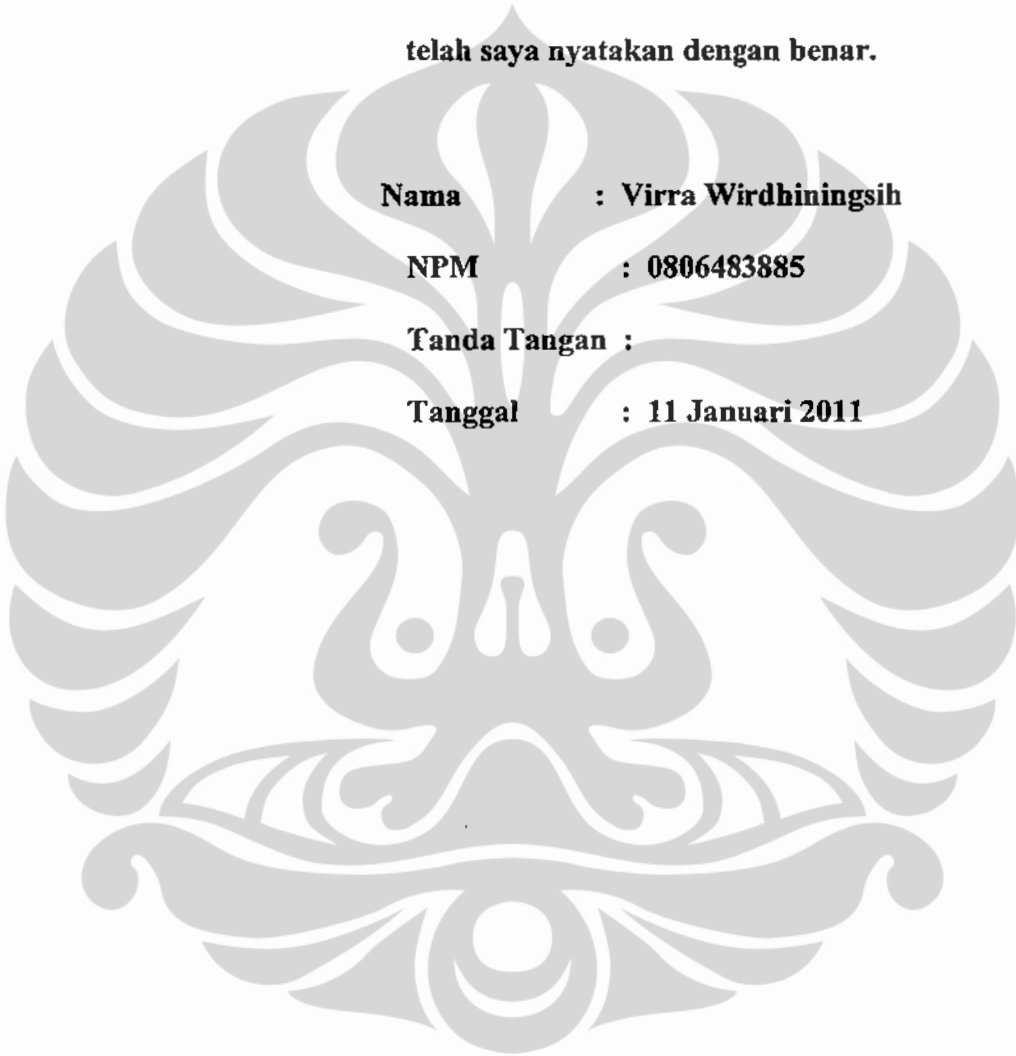 telah saya nyatakan dengan benar.
Nama : Virra Wirdhiningsih
NPM : 0806483885
Tanda Tangan :
Tanggal : 11 Januari 2011